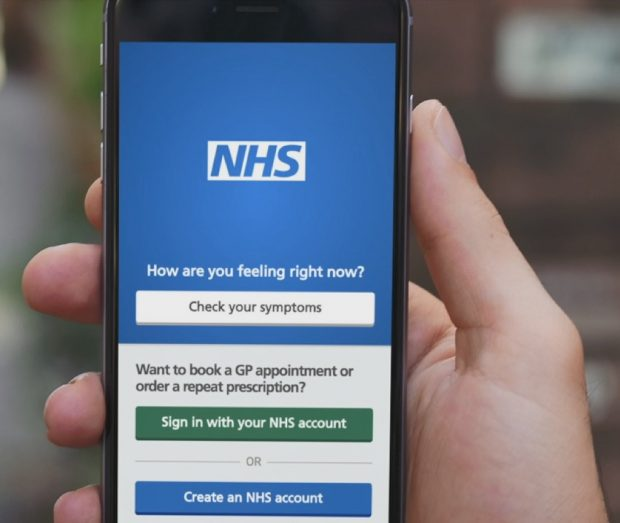 NHS
How are you feeling right now?
Check your symptoms
Want to book a GP appointment or
order a repeat prescription?
Sign in with your NHS account
OR
Create an NHS account